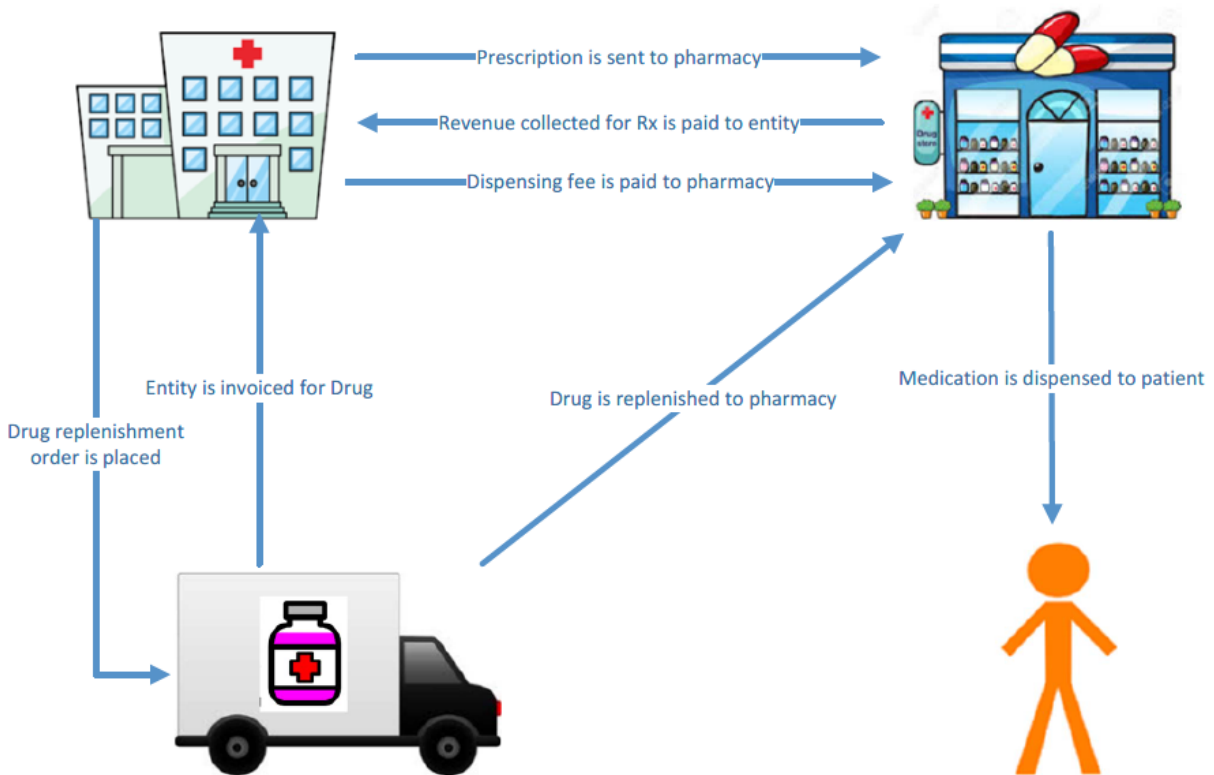 Prescription is sent to pharmacy
Revenue collected for Rx is paid to entity
Drug
store
Dispensing fee is paid to pharmacy
Entity is invoiced for Drug
Drug is replenished to pharmacy
Medication is dispensed to patient
Drug replenishment
order is placed